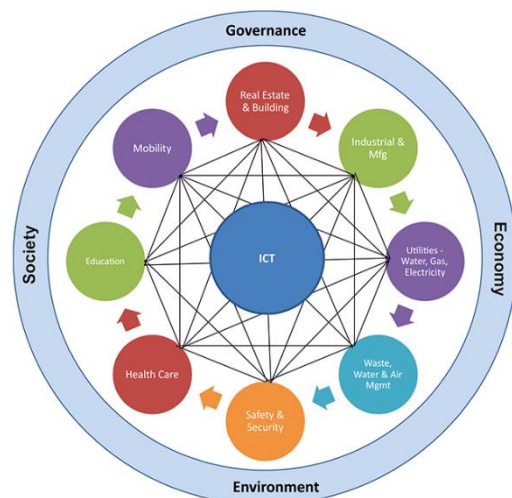 Governance
Real Estate
& Building
Industrial &
Mfg
Utilities -
Water, Gas,
Electricity
Waste,
Water & Air
Mgmt
Safety &
Security
Health Care
Education
Mobility
ICT
Society
Economy
Environment